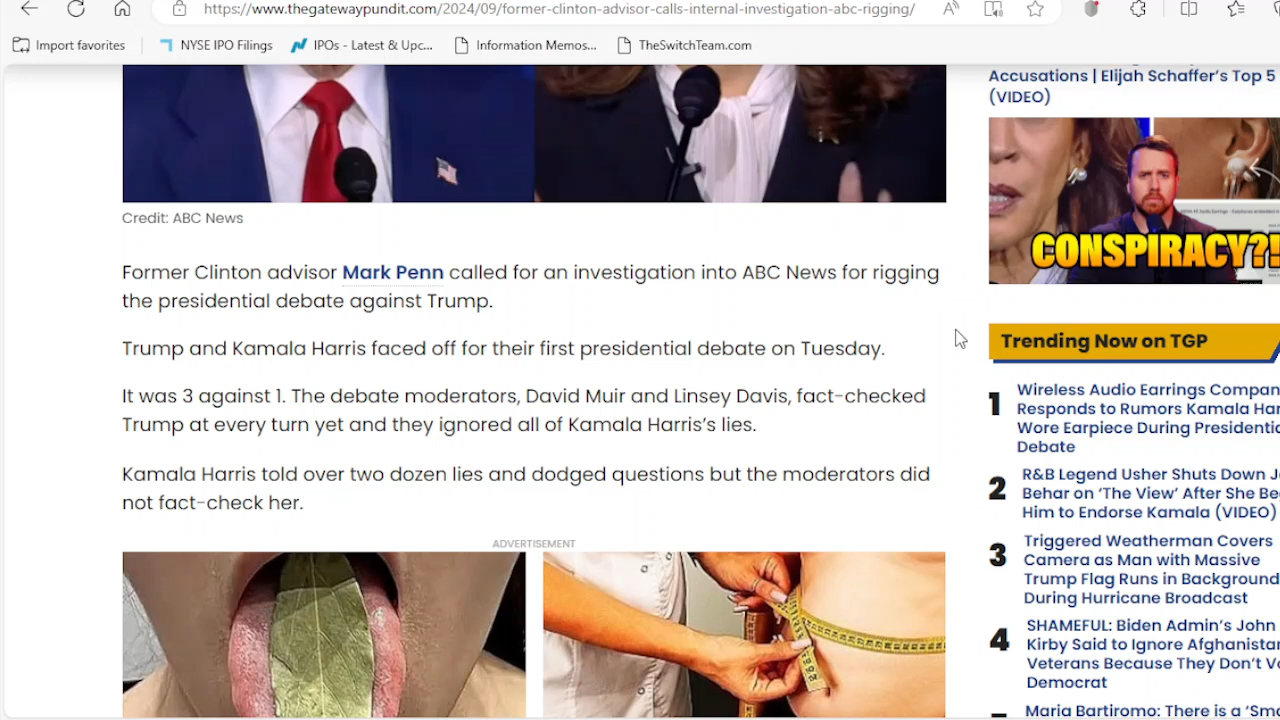 https://www.thegatewaypundit.com/2024/09/former-clinton-advisor-calls-internal-investigation-abc-rigging/
Import favorites
NYSE IPO Filings
IPOs - Latest & Upc...
Information Memos...
TheSwitchTeam.com
Credit: ABC News
Former Clinton advisor Mark Penn called for an investigation into ABC News for rigging
the presidential debate against Trump.
Trump and Kamala Harris faced off for their first presidential debate on Tuesday.
It was 3 against 1. The debate moderators, David Muir and Linsey Davis, fact-checked
Trump at every turn yet and they ignored all of Kamala Harris's lies.
Kamala Harris told over two dozen lies and dodged questions but the moderators did
not fact-check her.
ADVERTISEMENT
Accusations | Elijah Schaffer's Top 5
(VIDEO)
CONSPIRACY?!
Trending Now on TGP
1
Wireless Audio Earrings Compan
Responds to Rumors Kamala Har
Wore Earpiece During Presidentia
Debate
2
R&B Legend Usher Shuts Down Jo
Behar on 'The View' After She Be
Him to Endorse Kamala (VIDEO)
3
Triggered Weatherman Covers
Camera as Man with Massive
Trump Flag Runs in Background
During Hurricane Broadcast
4
SHAMEFUL: Biden Admin's John
Kirby Said to Ignore Afghanistan
Veterans Because They Don't Vo
Democrat
Maria Bartiromo: There is a 'Smo